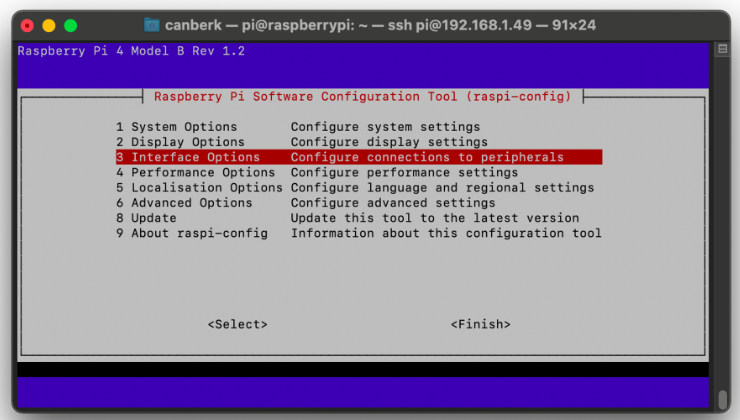 canberk — pi@raspberrypi: ~ — ssh pi@192.168.1.49 — 91×24
Raspberry Pi 4 Model B Rev 1.2
Raspberry Pi Software Configuration Tool (raspi-config)
1 System Options Configure system settings
2 Display Options Configure display settings
3 Interface Options Configure connections to peripherals
4 Performance Options Configure performance settings
5 Localisation Options Configure language and regional settings
6 Advanced Options Configure advanced settings
8 Update Update this tool to the latest version
9 About raspi-config Information about this configuration tool
<Select> <Finish>